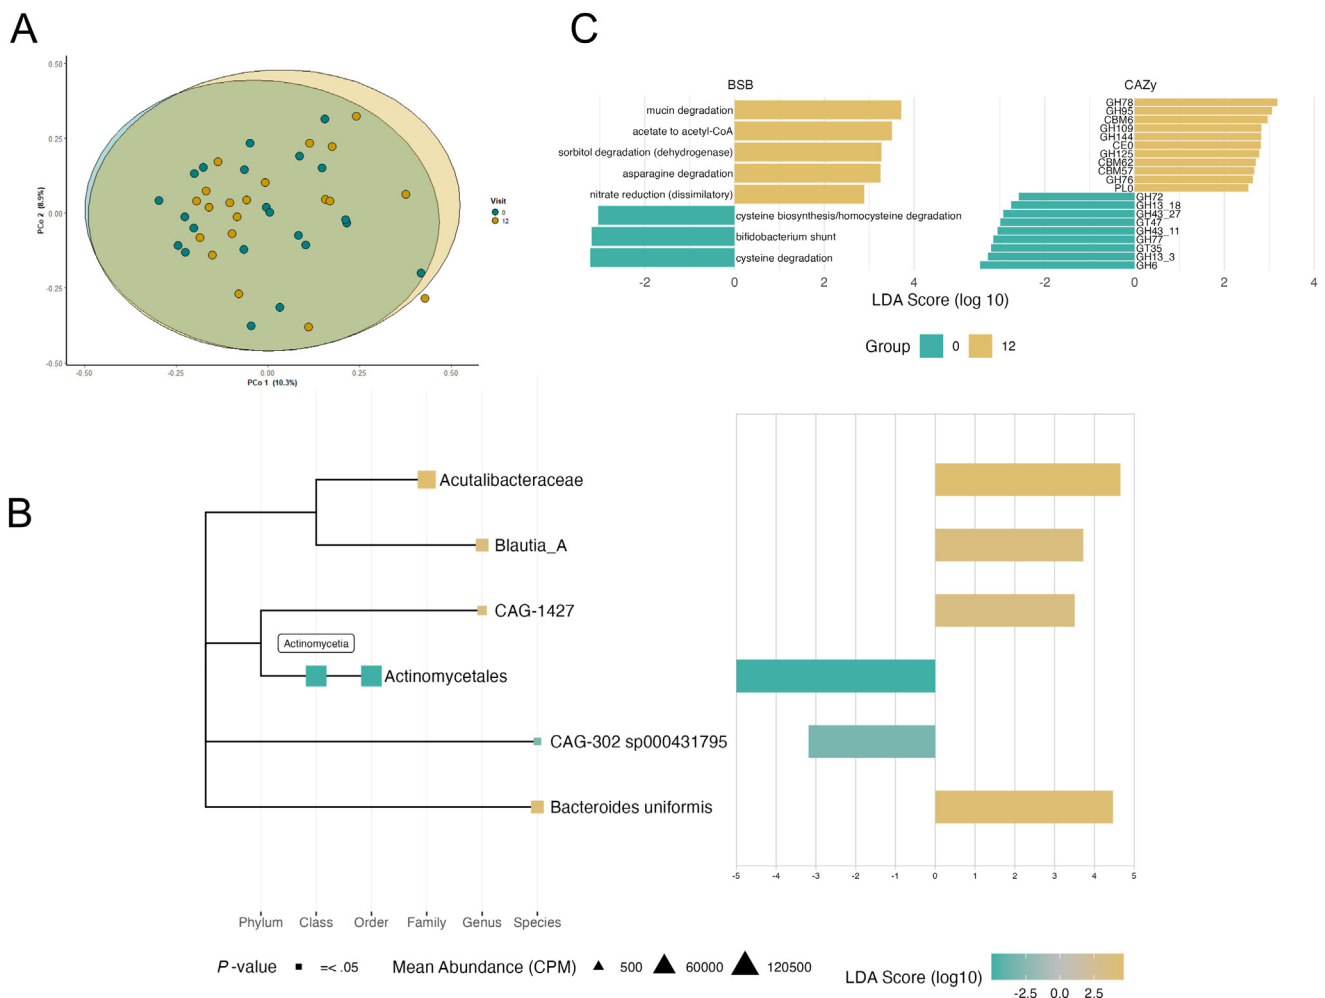 A
C
0.50
0.25
0.00
-0.25
-0.50
PCo 2 (8.9%)
-0.50
-0.25
0.00
0.25
0.50
PCo 1 (10.3%)
Visit
0
12
BSB
mucin degradation
acetate to acetyl-CoA
sorbitol degradation (dehydrogenase)
asparagine degradation
nitrate reduction (dissimilatory)
cysteine biosynthesis/homocysteine degradation
bifidobacterium shunt
cysteine degradation
-2
0
2
4
CAZy
GH78
GH95
CBM6
GH109
GH144
CE0
GH125
CBM62
CBM57
GH76
PL0
GH72
GH13_18
GH43_27
GT47
GH43_11
GH77
GT35
GH13_3
GH6
-2
0
2
4
LDA Score (log 10)
Group 0 12
B
Acutalibacteraceae
Blautia_A
CAG-1427
Actinomycetia
Actinomycetales
CAG-302 sp000431795
Bacteroides uniformis
-5 -4 -3 -2 -1 0 1 2 3 4 5
Phylum Class Order Family Genus Species
P-value =< .05 Mean Abundance (CPM) 500 60000 120500
LDA Score (log10)
-2.5 0.0 2.5